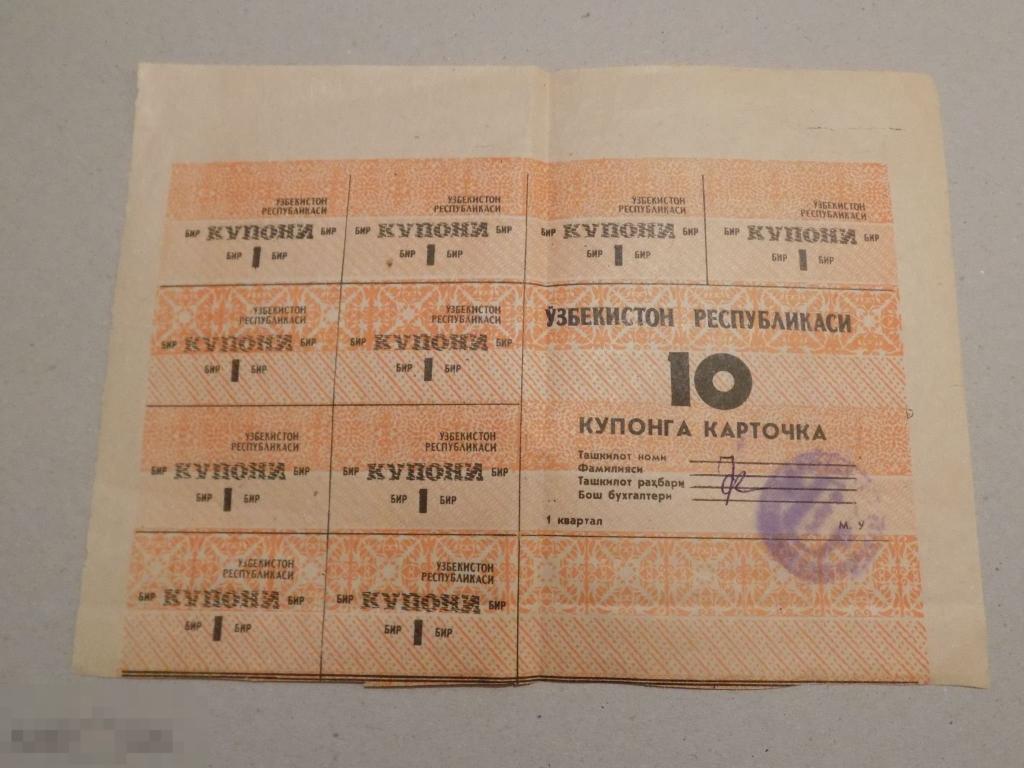 ЎЗБЕКИСТОН
РЕСПУБЛИКАСИ
БИР КУПОНИ БИР
БИР 1 БИР
ЎЗБЕКИСТОН
РЕСПУБЛИКАСИ
БИР КУПОНИ БИР
БИР 1 БИР
ЎЗБЕКИСТОН
РЕСПУБЛИКАСИ
БИР КУПОНИ БИР
БИР 1 БИР
ЎЗБЕКИСТОН
РЕСПУБЛИКАСИ
БИР КУПОНИ БИР
БИР 1 БИР
ЎЗБЕКИСТОН
РЕСПУБЛИКАСИ
БИР КУПОНИ БИР
БИР 1 БИР
ЎЗБЕКИСТОН
РЕСПУБЛИКАСИ
БИР КУПОНИ БИР
БИР 1 БИР
ЎЗБЕКИСТОН РЕСПУБЛИКАСИ
10
КУПОНГА КАРТОЧКА
Ташкилот номи
Фамилияси
Ташкилот раҳбари
Бош бухгалтери
1 квартал М. У
ЎЗБЕКИСТОН
РЕСПУБЛИКАСИ
БИР КУПОНИ БИР
БИР 1 БИР
ЎЗБЕКИСТОН
РЕСПУБЛИКАСИ
БИР КУПОНИ БИР
БИР 1 БИР
ЎЗБЕКИСТОН
РЕСПУБЛИКАСИ
БИР КУПОНИ БИР
БИР 1 БИР
ЎЗБЕКИСТОН
РЕСПУБЛИКАСИ
БИР КУПОНИ БИР
БИР 1 БИР